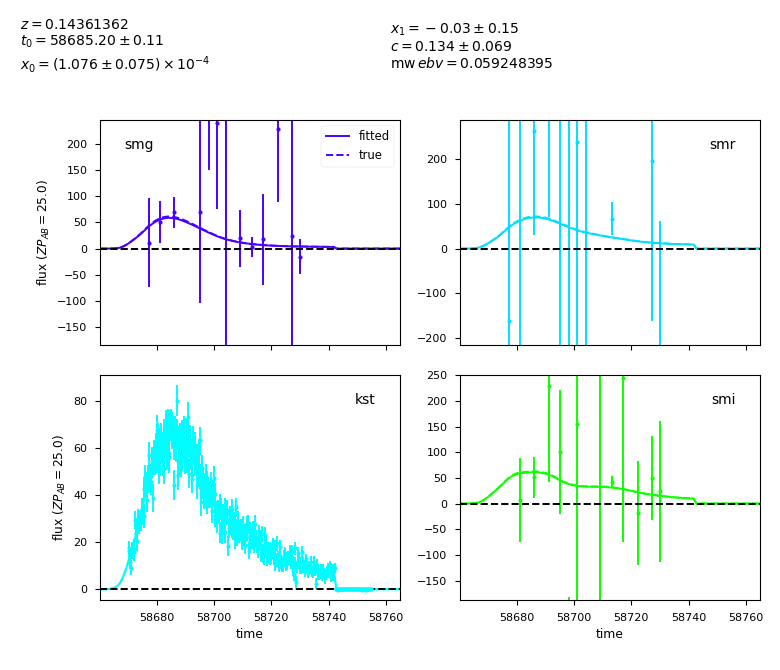 z = 0.14361362
t₀ = 58685.20 ± 0.11
x₀ = (1.076 ± 0.075) × 10⁻⁴
x₁ = −0.03 ± 0.15
c = 0.134 ± 0.069
mw ebv = 0.059248395
smg
fitted
true
200
150
100
50
0
−50
−100
−150
flux (ZP_AB = 25.0)
smr
200
100
0
−100
−200
kst
80
60
40
20
0
flux (ZP_AB = 25.0)
58680 58700 58720 58740 58760
time
smi
250
200
150
100
50
0
−50
−100
−150
58680 58700 58720 58740 58760
time